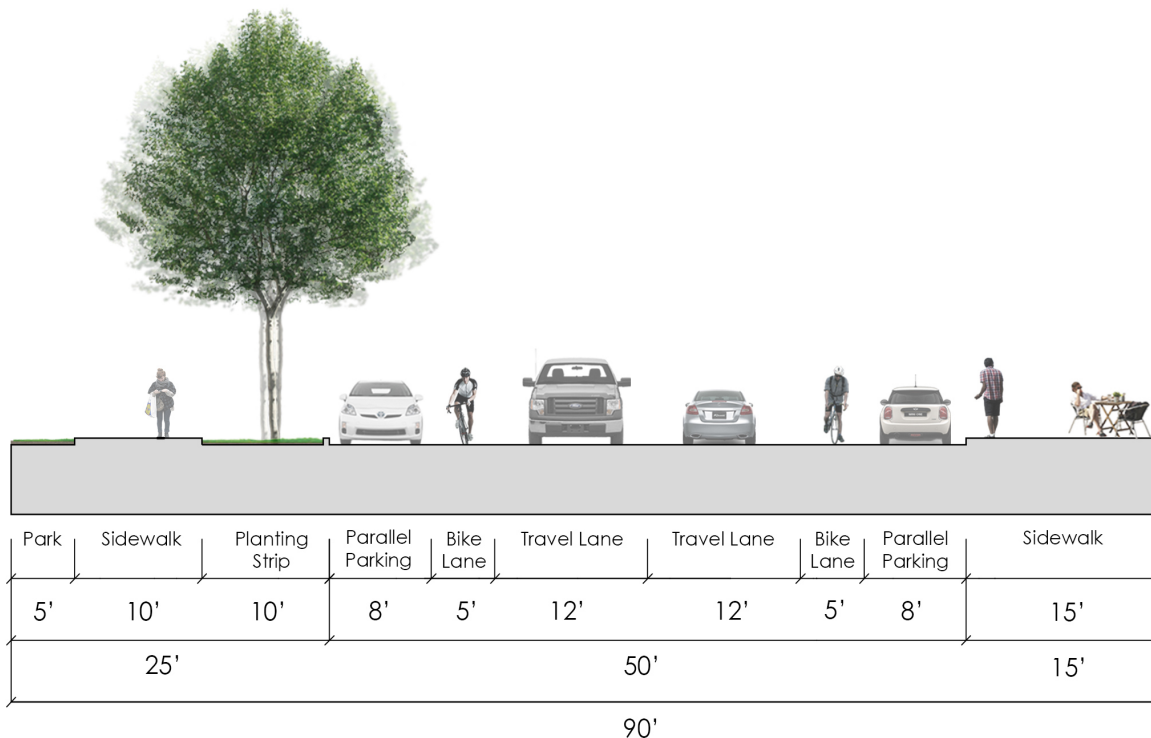 Park
Sidewalk
Planting
Strip
Parallel
Parking
Bike
Lane
Travel Lane
Travel Lane
Bike
Lane
Parallel
Parking
Sidewalk
5'
10'
10'
8'
5'
12'
12'
5'
8'
15'
25'
50'
15'
90'